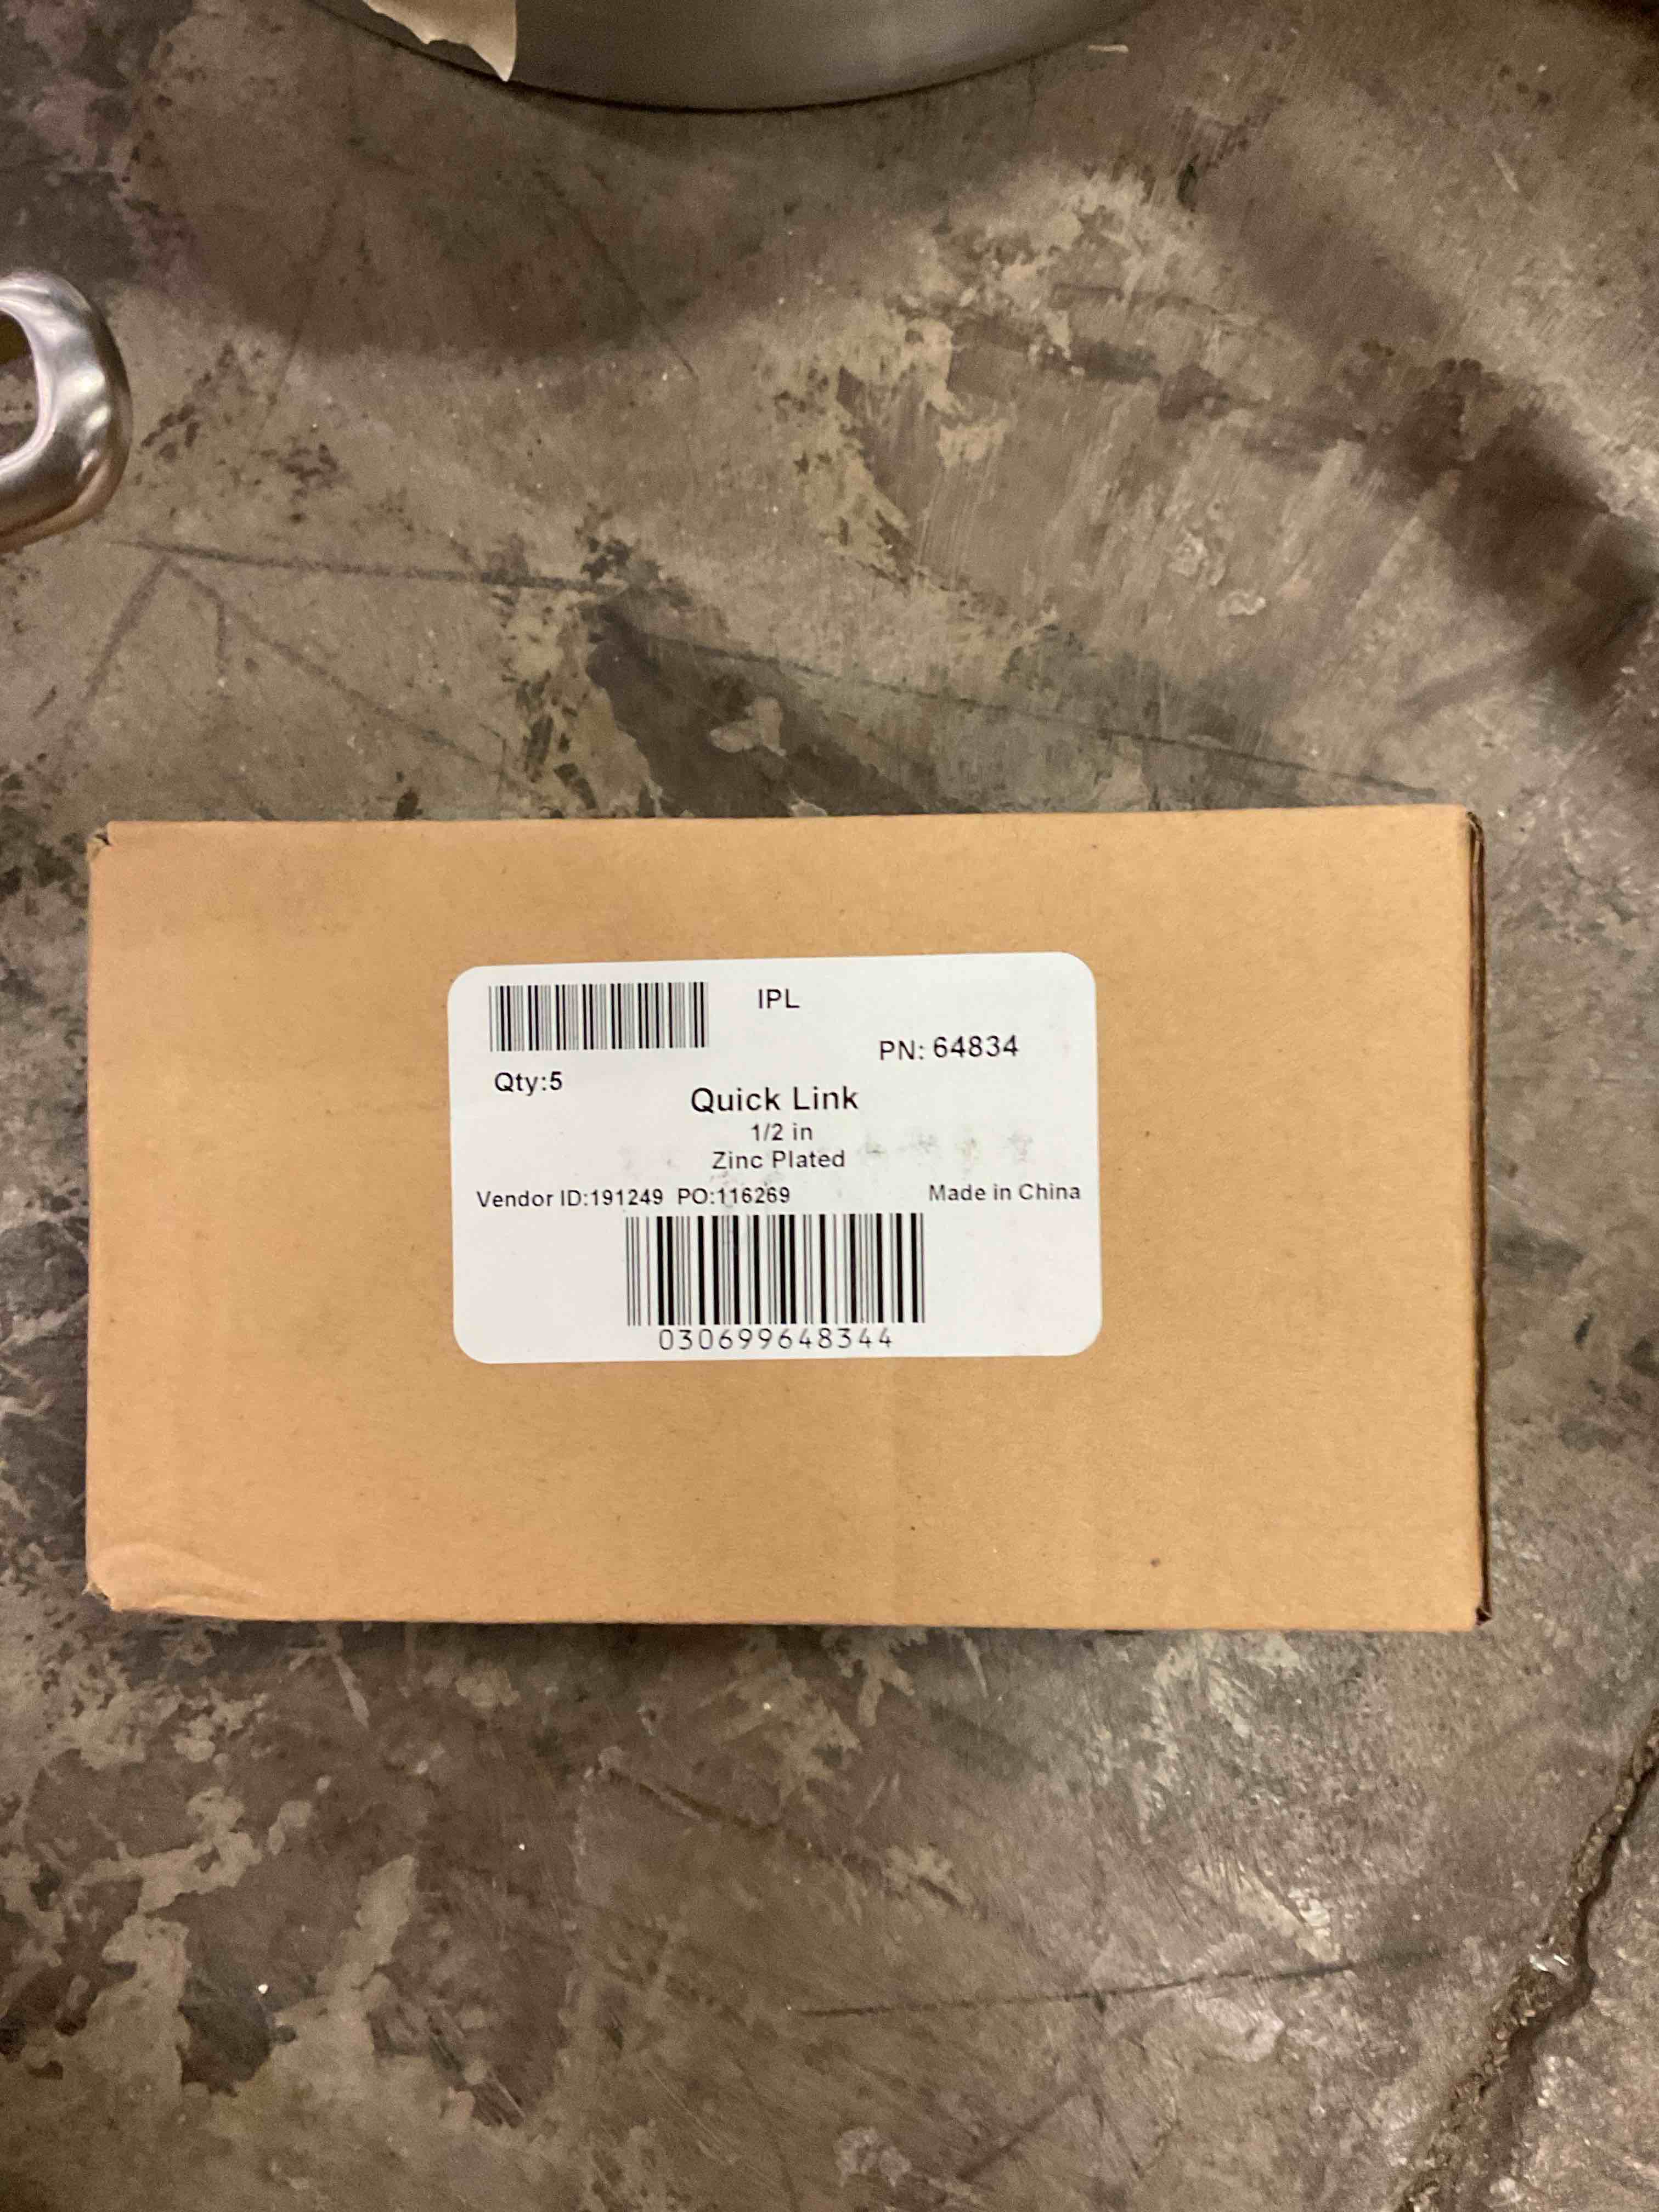 IPL
PN: 64834
Qty:5
Quick Link
1/2 in
Zinc Plated
Vendor ID:191249 PO:116269 Made in China
030699648344